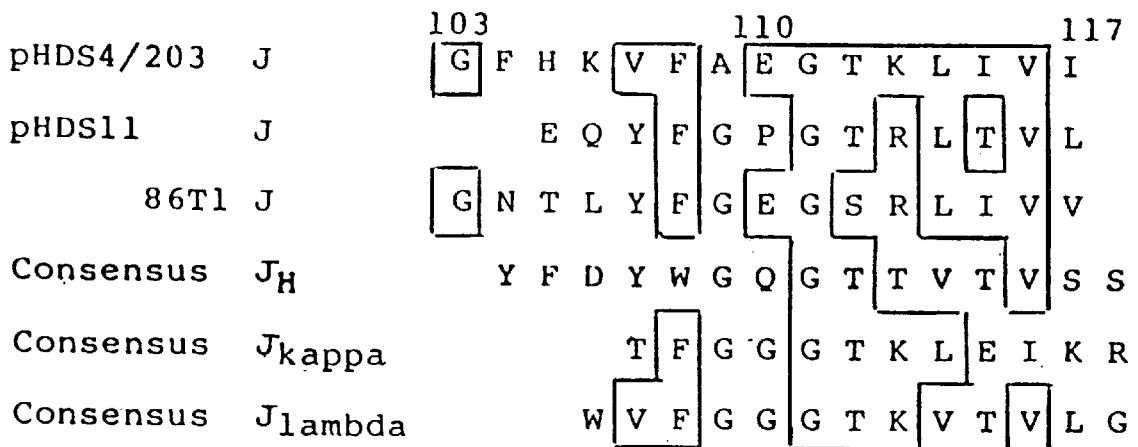 103 110 117
pHDS4/203 J G F H K V F A E G T K L I V I
pHDS11 J E Q Y F G P G T R L T V L
86T1 J G N T L Y F G E G S R L I V V
Consensus JH Y F D Y W G Q G T T V T V S S
Consensus Jkappa T F G G G T K L E I K R
Consensus Jlambda W V F G G G T K V T V L G